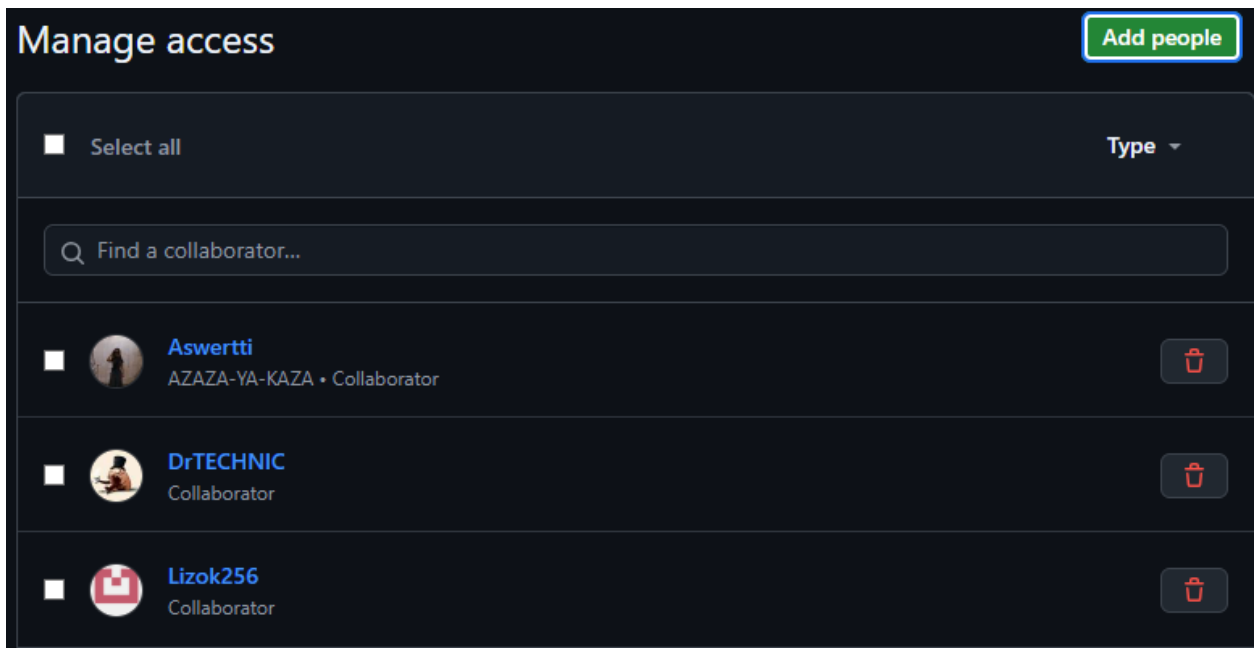 Manage access
Add people
Select all
Type
Find a collaborator...
Aswertti
AZAZA-YA-KAZA • Collaborator
DrTECHNIC
Collaborator
Lizok256
Collaborator